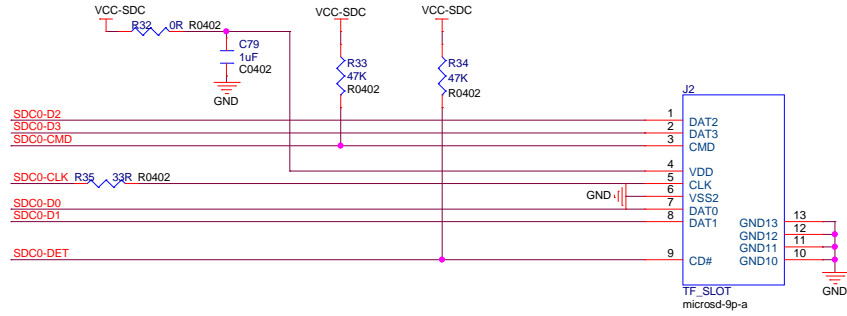 VCC-SDC
VCC-SDC
VCC-SDC
R32 0R R0402
C79
1uF
C0402
GND
R33
47K
R0402
R34
47K
R0402
J2
SDC0-D2 1 DAT2
SDC0-D3 2 DAT3
SDC0-CMD 3 CMD
4 VDD
SDC0-CLK R35 33R R0402 5 CLK
GND 6 VSS2
SDC0-D0 7 DAT0
SDC0-D1 8 DAT1
GND13 13
GND12 12
GND11 11
GND10 10
SDC0-DET 9 CD#
GND
TF_SLOT
microsd-9p-a